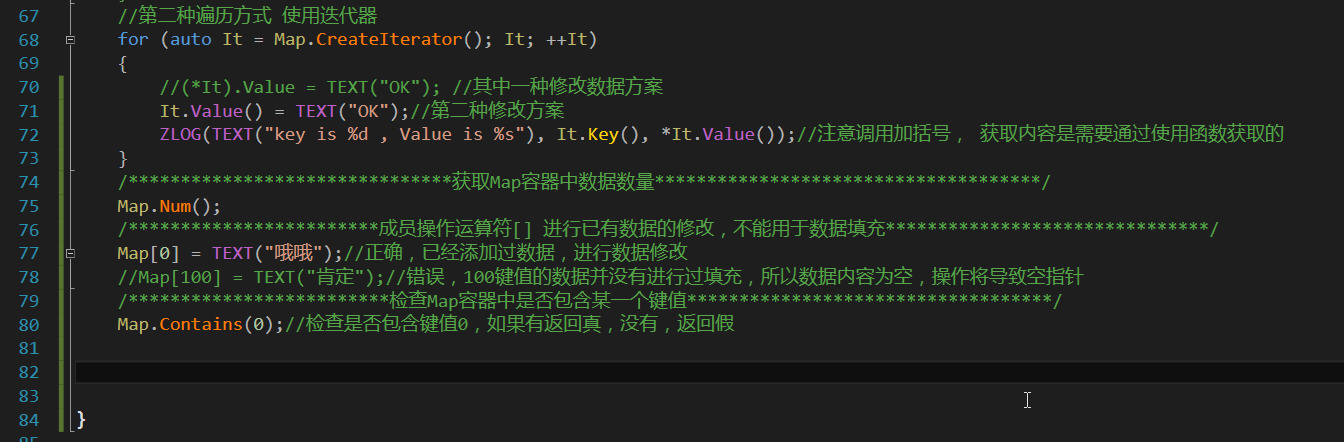 67 //第二种遍历方式 使用迭代器
68 for (auto It = Map.CreateIterator(); It; ++It)
69 {
70 //(*It).Value = TEXT("OK"); //其中一种修改数据方案
71 It.Value() = TEXT("OK");//第二种修改方案
72 ZLOG(TEXT("key is %d , Value is %s"), It.Key(), *It.Value());//注意调用加括号， 获取内容是需要通过使用函数获取的
73 }
74 /*******************************获取Map容器中数据数量*************************************/
75 Map.Num();
76 /************************成员操作运算符[] 进行已有数据的修改，不能用于数据填充*******************************/
77 Map[0] = TEXT("哦哦");//正确，已经添加过数据，进行数据修改
78 //Map[100] = TEXT("肯定");//错误，100键值的数据并没有进行过填充，所以数据内容为空，操作将导致空指针
79 /*************************检查Map容器中是否包含某一个键值***********************************/
80 Map.Contains(0);//检查是否包含键值0，如果有返回真，没有，返回假
81
82
83
84 }